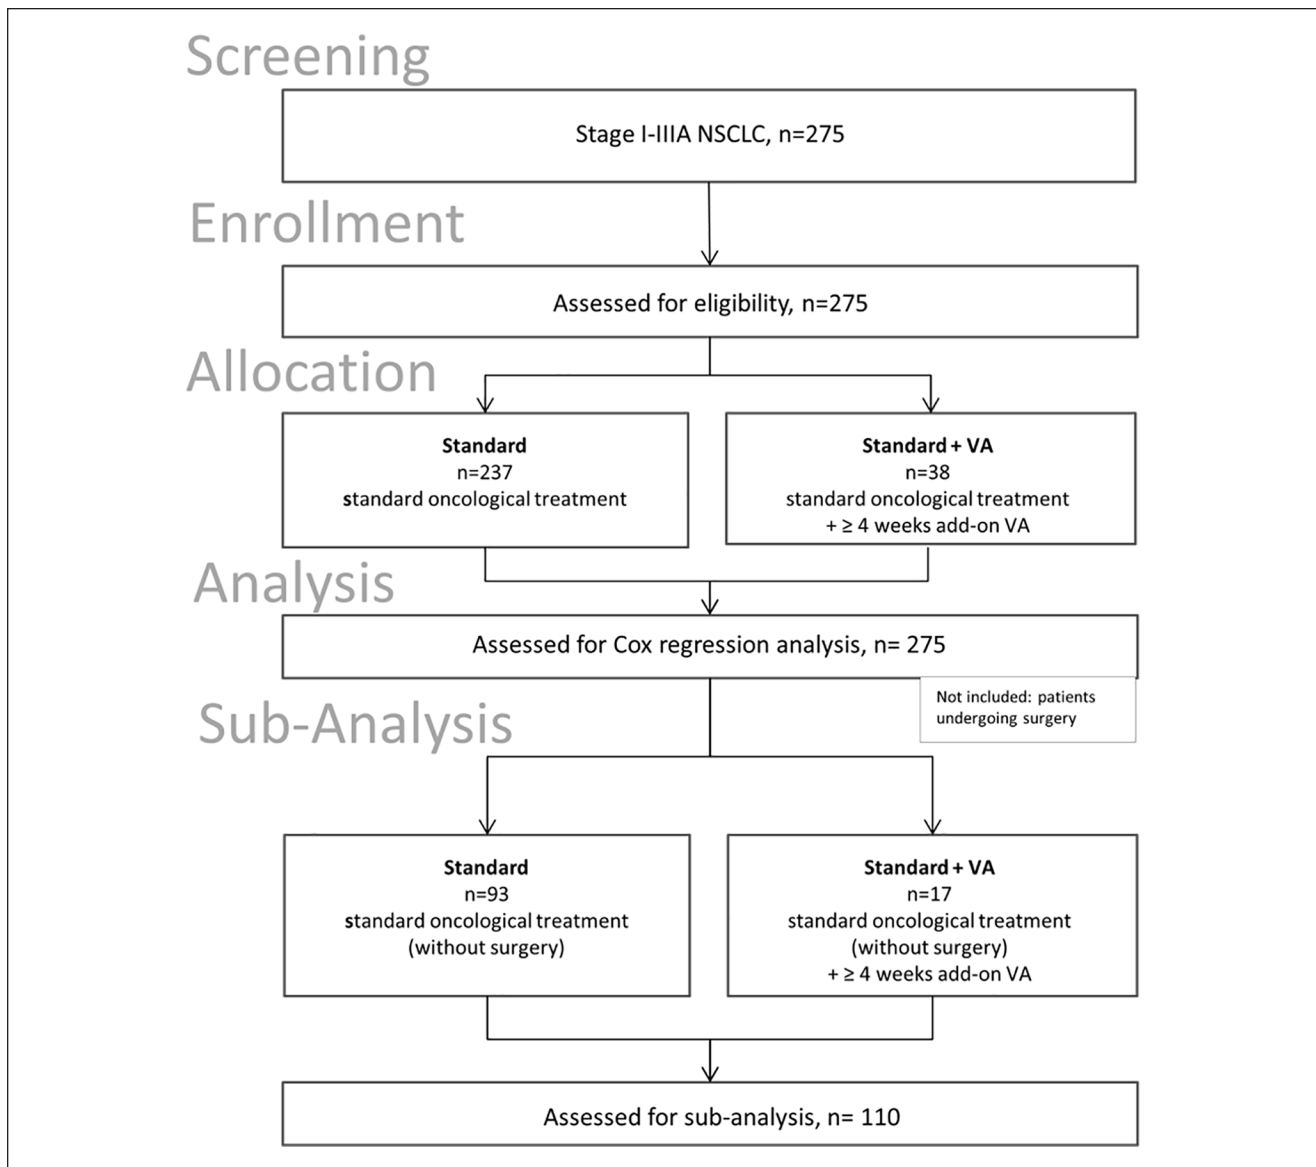 Screening
Stage I-IIIA NSCLC, n=275
Enrollment
Assessed for eligibility, n=275
Allocation
Standard
n=237
standard oncological treatment
Standard + VA
n=38
standard oncological treatment
+ ≥ 4 weeks add-on VA
Analysis
Assessed for Cox regression analysis, n= 275
Not included: patients
undergoing surgery
Sub-Analysis
Standard
n=93
standard oncological treatment
(without surgery)
Standard + VA
n=17
standard oncological treatment
(without surgery)
+ ≥ 4 weeks add-on VA
Assessed for sub-analysis, n= 110